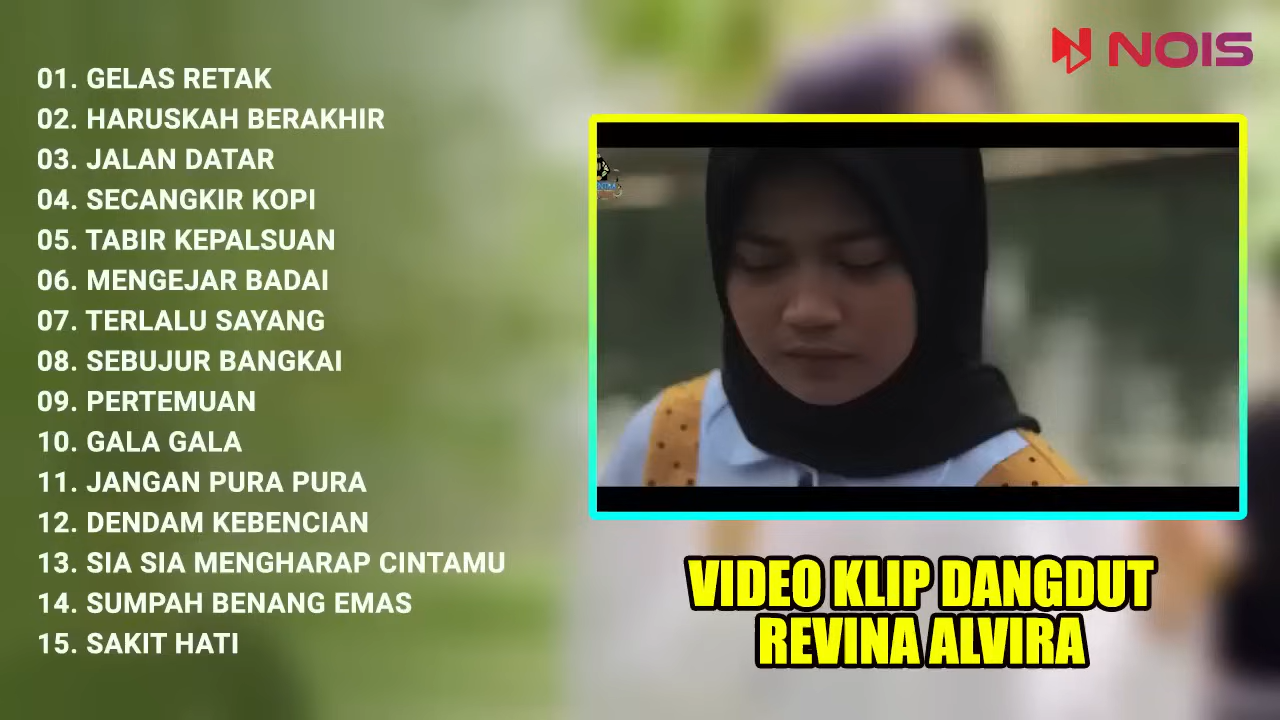 NOIS
01. GELAS RETAK
02. HARUSKAH BERAKHIR
03. JALAN DATAR
04. SECANGKIR KOPI
05. TABIR KEPALSUAN
06. MENGEJAR BADAI
07. TERLALU SAYANG
08. SEBUJUR BANGKAI
09. PERTEMUAN
10. GALA GALA
11. JANGAN PURA PURA
12. DENDAM KEBENCIAN
13. SIA SIA MENGHARAP CINTAMU
14. SUMPAH BENANG EMAS
15. SAKIT HATI
VIDEO KLIP DANGDUT
REVINA ALVIRA